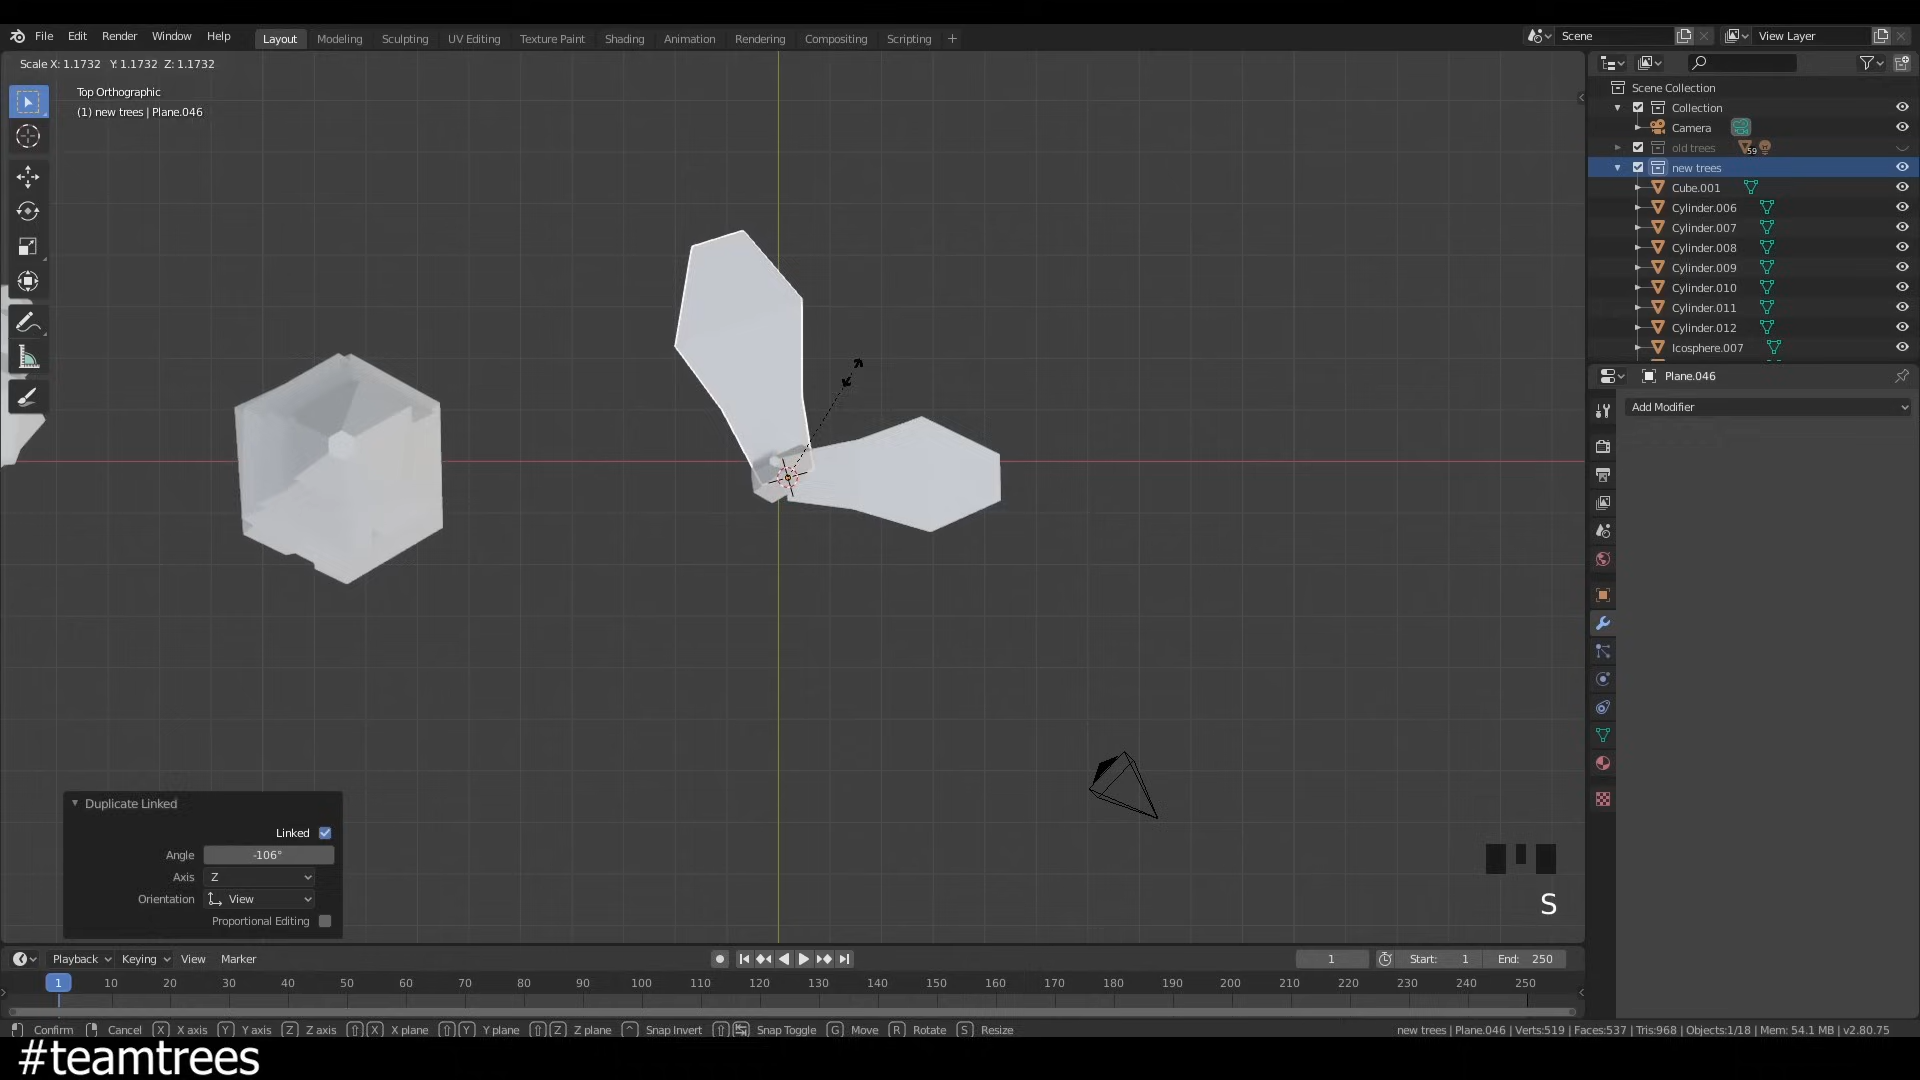 File Edit Render Window Help Layout Modeling Sculpting UV Editing Texture Paint Shading Animation Rendering Compositing Scripting + Scene View Layer
Scale X: 1.1732 Y: 1.1732 Z: 1.1732
Top Orthographic
(1) new trees | Plane.046
Scene Collection
Collection
Camera
old trees 59
new trees
Cube.001
Cylinder.006
Cylinder.007
Cylinder.008
Cylinder.009
Cylinder.010
Cylinder.011
Cylinder.012
Icosphere.007
Plane.046
Add Modifier
Duplicate Linked
Linked
Angle -106°
Axis Z
Orientation View
Proportional Editing
S
Playback Keying View Marker 1 Start: 1 End: 250
1 10 20 30 40 50 60 70 80 90 100 110 120 130 140 150 160 170 180 190 200 210 220 230 240 250
Confirm Cancel X X axis Y Y axis Z Z axis X X plane Y Y plane Z Z plane Snap Invert Snap Toggle G Move R Rotate S Resize new trees | Plane.046 | Verts:519 | Faces:537 | Tris:968 | Objects:1/18 | Mem: 54.1 MB | v2.80.75
#teamtrees